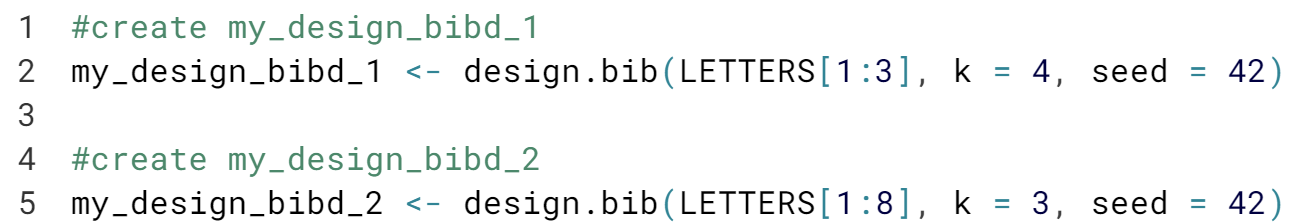 1 #create my_design_bibd_1
2 my_design_bibd_1 <- design.bib(LETTERS[1:3], k = 4, seed = 42)
3
4 #create my_design_bibd_2
5 my_design_bibd_2 <- design.bib(LETTERS[1:8], k = 3, seed = 42)